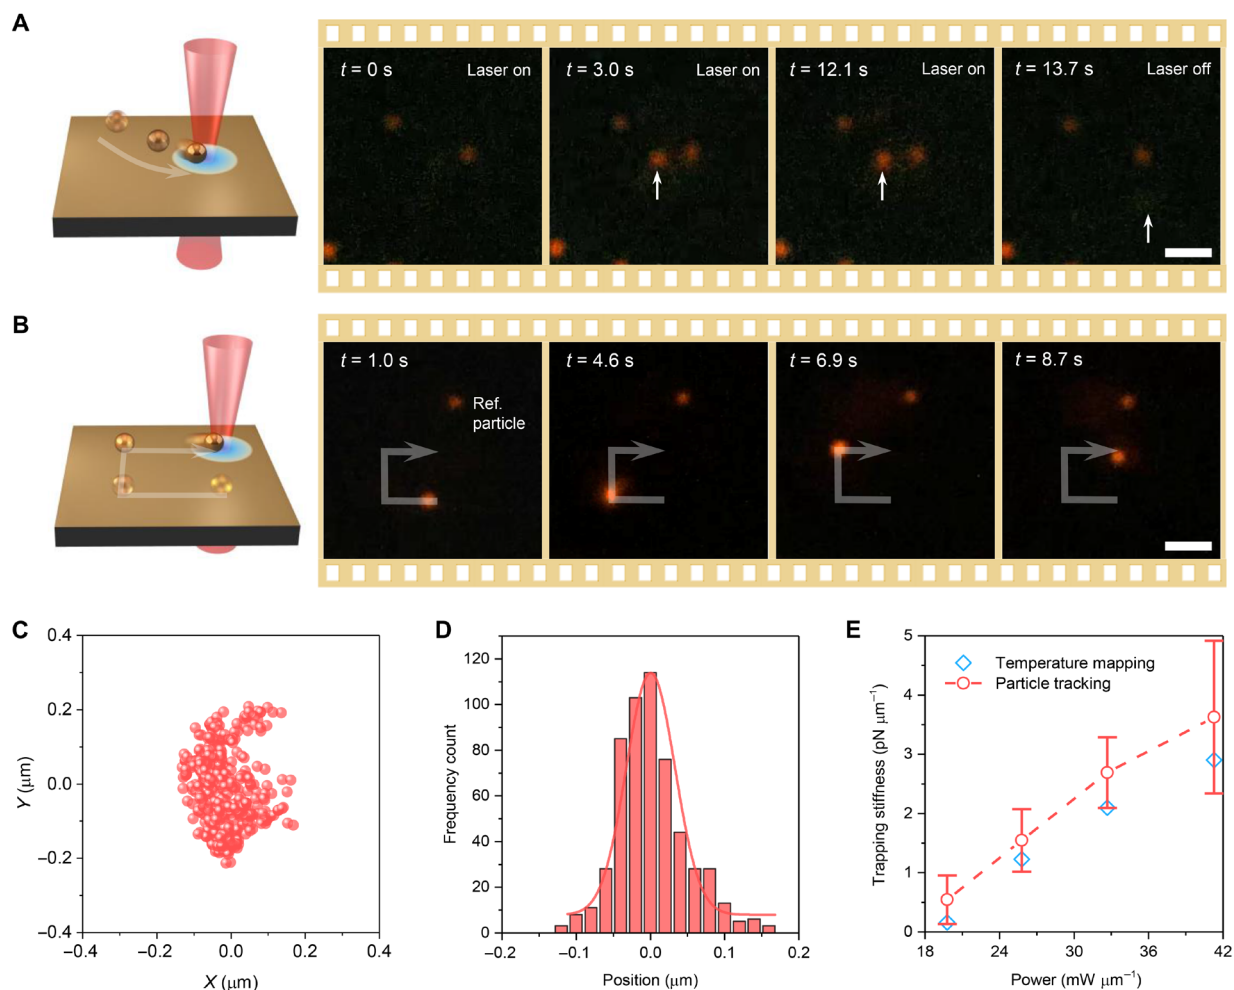 A
t = 0 s
Laser on
t = 3.0 s
Laser on
t = 12.1 s
Laser on
t = 13.7 s
Laser off
B
t = 1.0 s
Ref.
particle
t = 4.6 s
t = 6.9 s
t = 8.7 s
C
0.4
0.2
0.0
–0.2
–0.4
Y (μm)
–0.4
–0.2
0.0
0.2
0.4
X (μm)
D
120
100
80
60
40
20
0
Frequency count
–0.2
–0.1
0.0
0.1
0.2
Position (μm)
E
5
4
3
2
1
0
Trapping stiffness (pN μm⁻¹)
Temperature mapping
Particle tracking
18
24
30
36
42
Power (mW μm⁻¹)